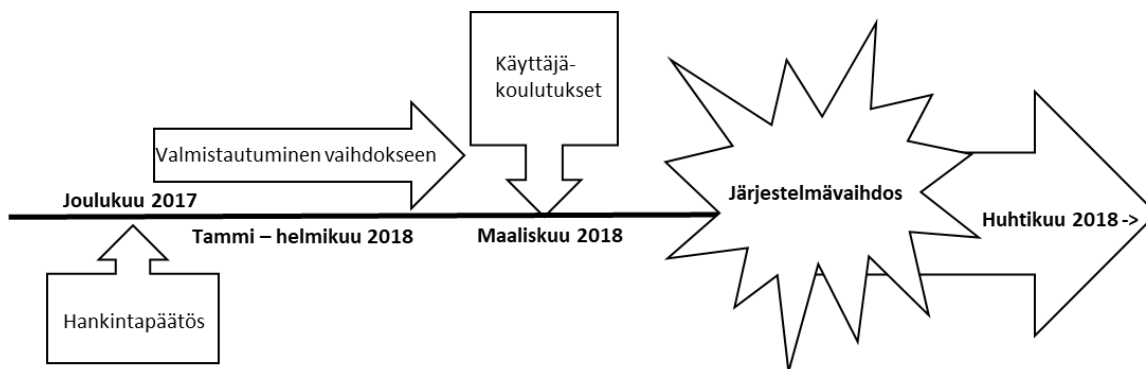 Käyttäjä-
koulutukset
Valmistautuminen vaihdokseen
Joulukuu 2017
Järjestelmävaihdos
Tammi – helmikuu 2018
Maaliskuu 2018
Huhtikuu 2018 ->
Hankintapäätös